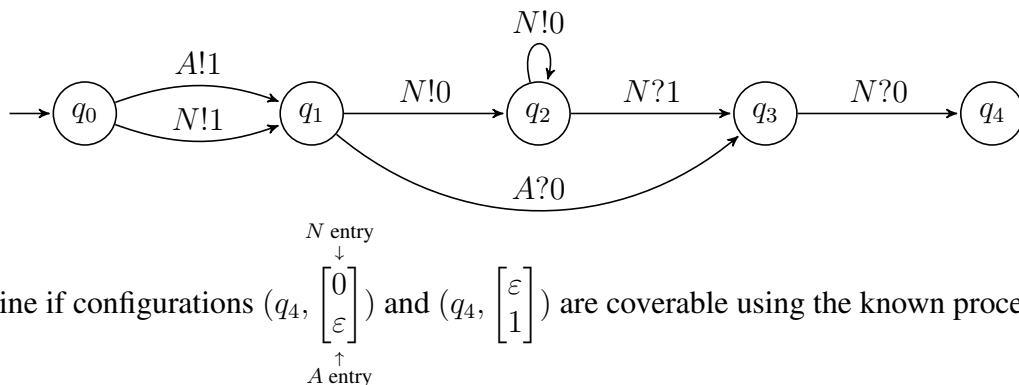 N!0
A!1
N!0
N?1
N?0
q0
q1
q2
q3
q4
N!1
A?0
N entry
↓
ine if configurations (q4, [0 ε]) and (q4, [ε 1]) are coverable using the known proce
↑
A entry